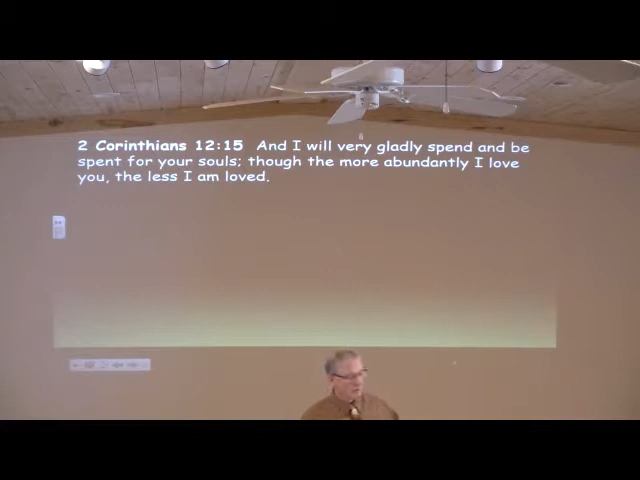 2 Corinthians 12:15 And I will very gladly spend and be
spent for your souls; though the more abundantly I love
you, the less I am loved.